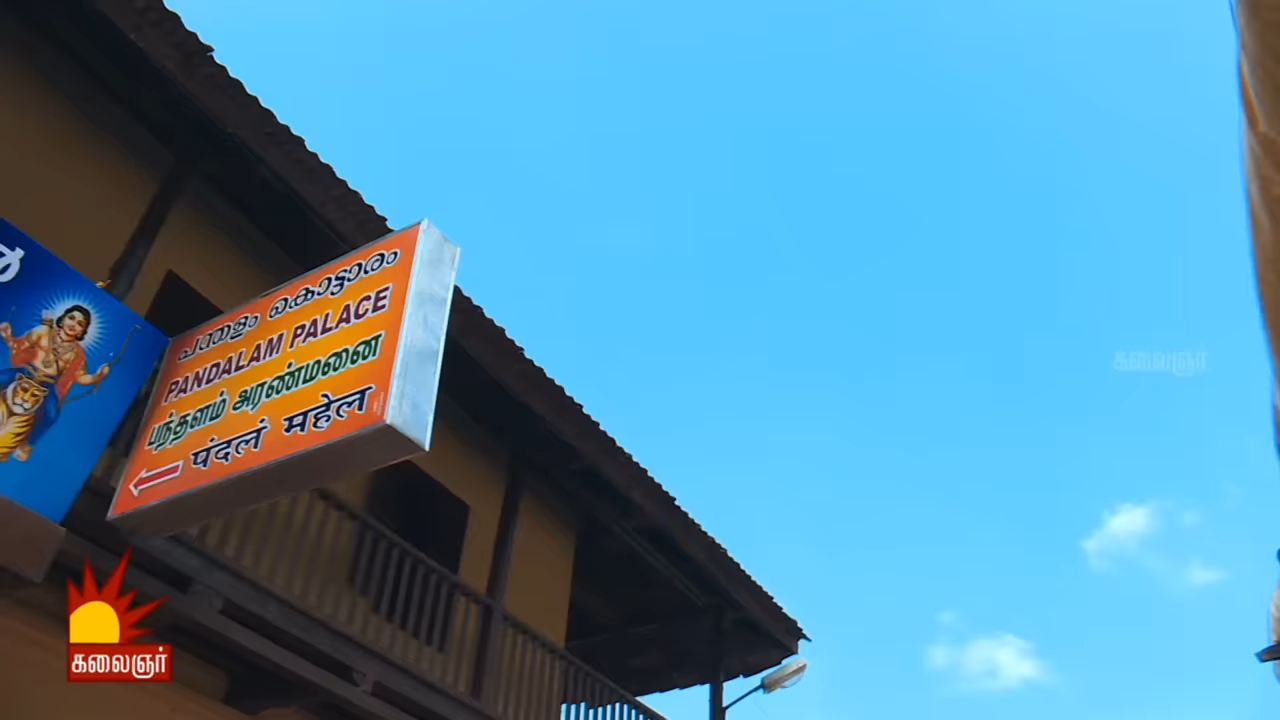 പന്തളം കൊട്ടാരം
PANDALAM PALACE
பந்தளம் அரண்மனை
पंदलं महेल
கலைஞர்
கலைஞர்